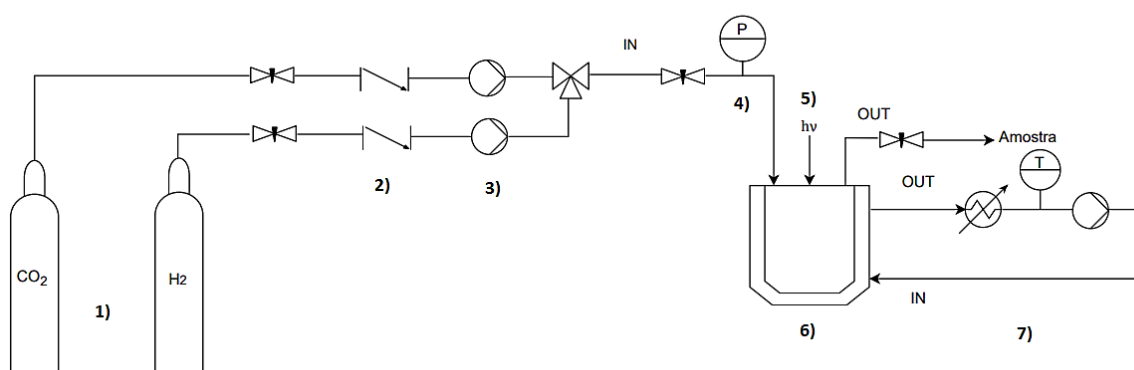 P
IN
4)
5)
hν
OUT
Amostra
2)
3)
T
OUT
CO2
H2
1)
IN
6)
7)